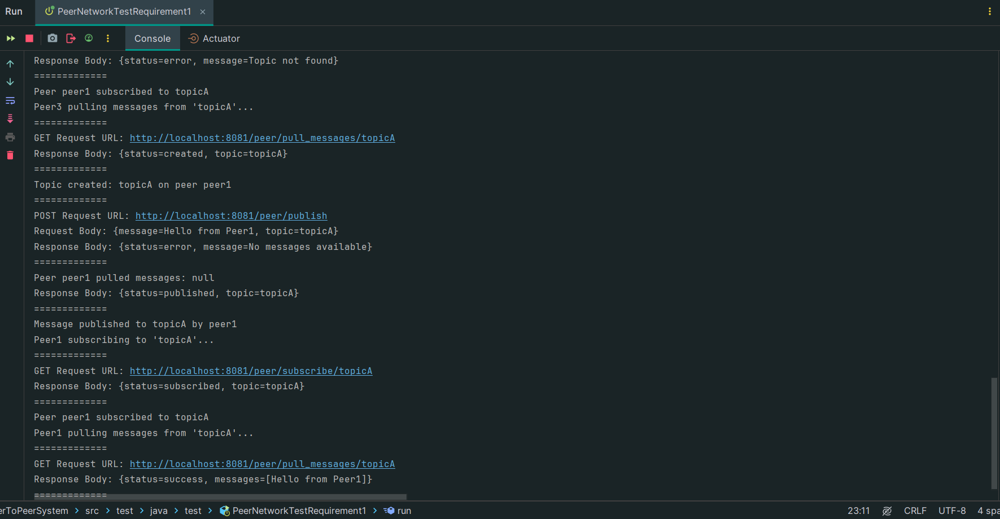 Run PeerNetworkTestRequirement1
Console Actuator
Response Body: {status=error, message=Topic not found}
=============
Peer peer1 subscribed to topicA
Peer3 pulling messages from 'topicA'...
=============
GET Request URL: http://localhost:8081/peer/pull_messages/topicA
Response Body: {status=created, topic=topicA}
=============
Topic created: topicA on peer peer1
=============
POST Request URL: http://localhost:8081/peer/publish
Request Body: {message=Hello from Peer1, topic=topicA}
Response Body: {status=error, message=No messages available}
=============
Peer peer1 pulled messages: null
Response Body: {status=published, topic=topicA}
=============
Message published to topicA by peer1
Peer1 subscribing to 'topicA'...
=============
GET Request URL: http://localhost:8081/peer/subscribe/topicA
Response Body: {status=subscribed, topic=topicA}
=============
Peer peer1 subscribed to topicA
Peer1 pulling messages from 'topicA'...
=============
GET Request URL: http://localhost:8081/peer/pull_messages/topicA
Response Body: {status=success, messages=[Hello from Peer1]}
=============
erToPeerSystem > src > test > java > test > PeerNetworkTestRequirement1 > run 23:11 CRLF UTF-8 4 spa